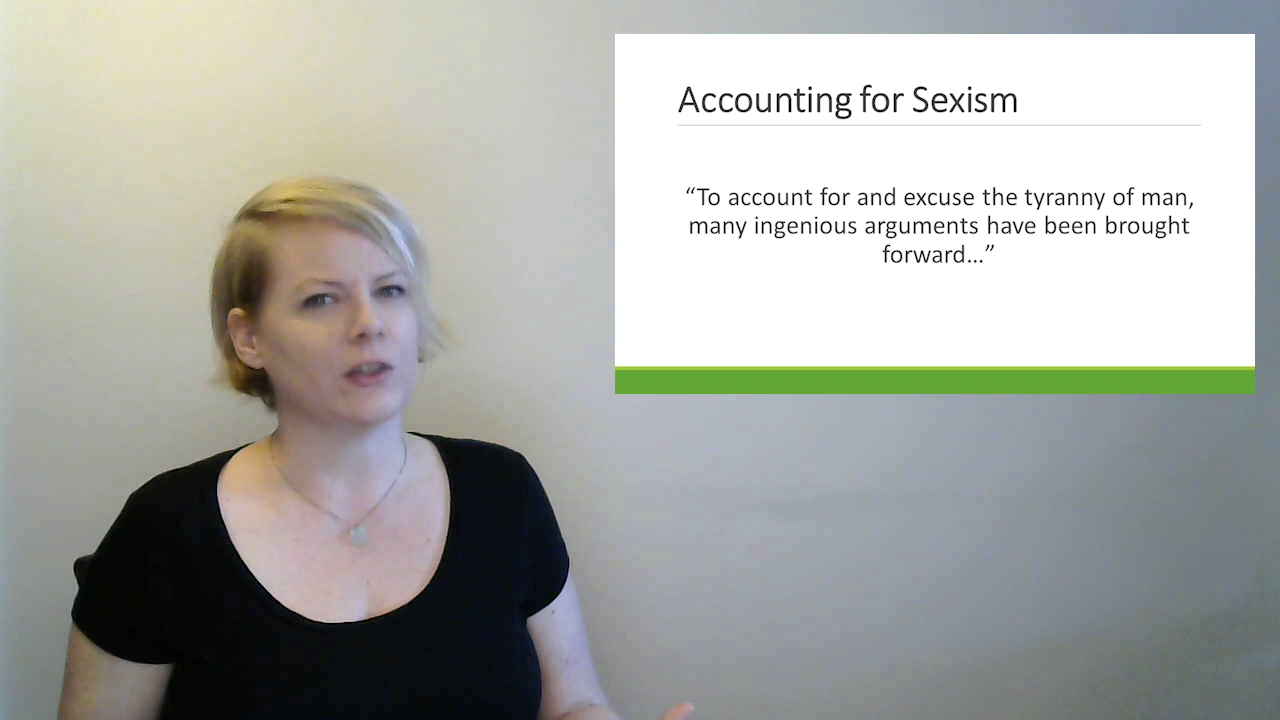 Accounting for Sexism
“To account for and excuse the tyranny of man,
many ingenious arguments have been brought
forward…”